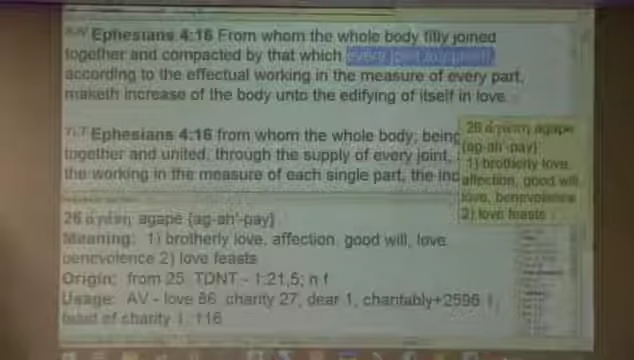 Ephesians 4:16 From whom the whole body fitly joined
together and compacted by that which every joint supplieth
according to the effectual working in the measure of every part,
maketh increase of the body unto the edifying of itself in love.
Ephesians 4:16 from whom the whole body, being
together and united, through the supply of every joint,
the working in the measure of each single part, the inc
26 ἀγάπη agape
{ag-ah'-pay}
1) brotherly love,
affection, good will,
love, benevolence
2) love feasts
26 ἀγάπη agape {ag-ah'-pay}
Meaning: 1) brotherly love, affection, good will, love,
benevolence 2) love feasts
Origin: from 25; TDNT - 1:21,5; n f
Usage: AV - love 86, charity 27, dear 1, charitably+2596 1,
feast of charity 1; 116